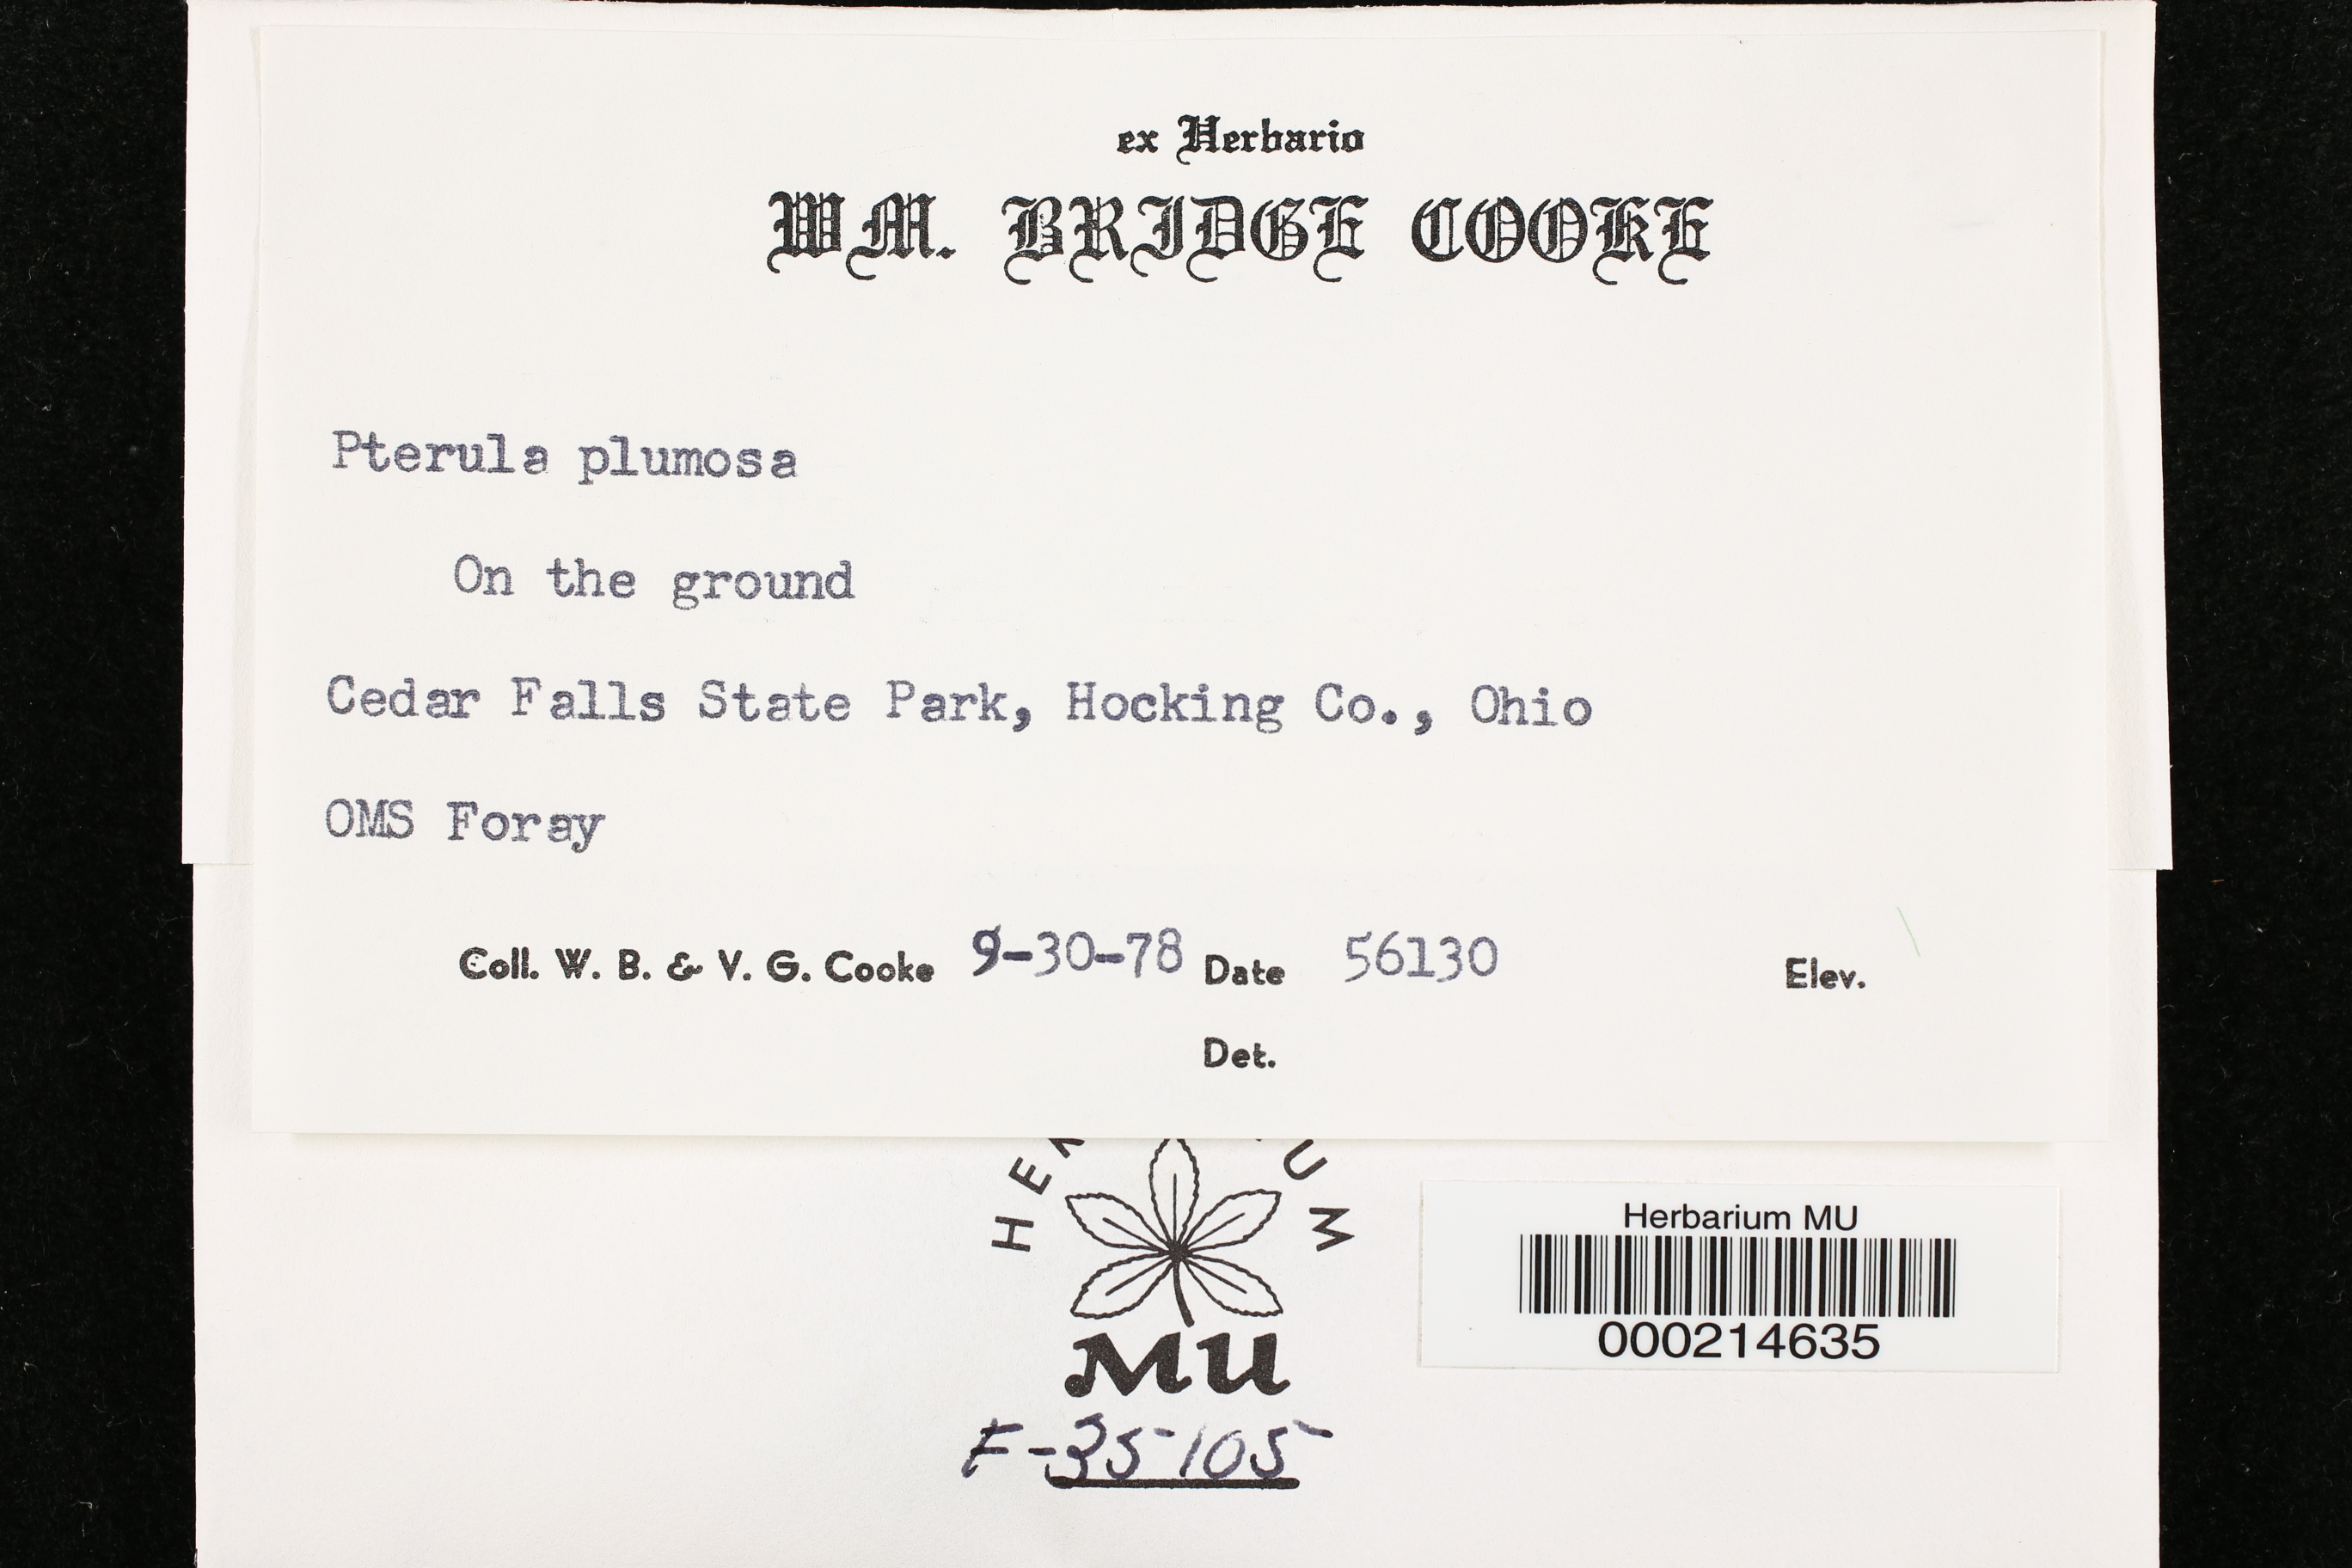 ex Herbario
WM. BRIDGE COOKE
Pterula plumosa
On the ground
Cedar Falls State Park, Hocking Co., Ohio
OMS Foray
Coll. W. B. & V. G. Cooke 9-30-78 Date 56130 Elev.
Det.
MU
F-35105
Herbarium MU
000214635